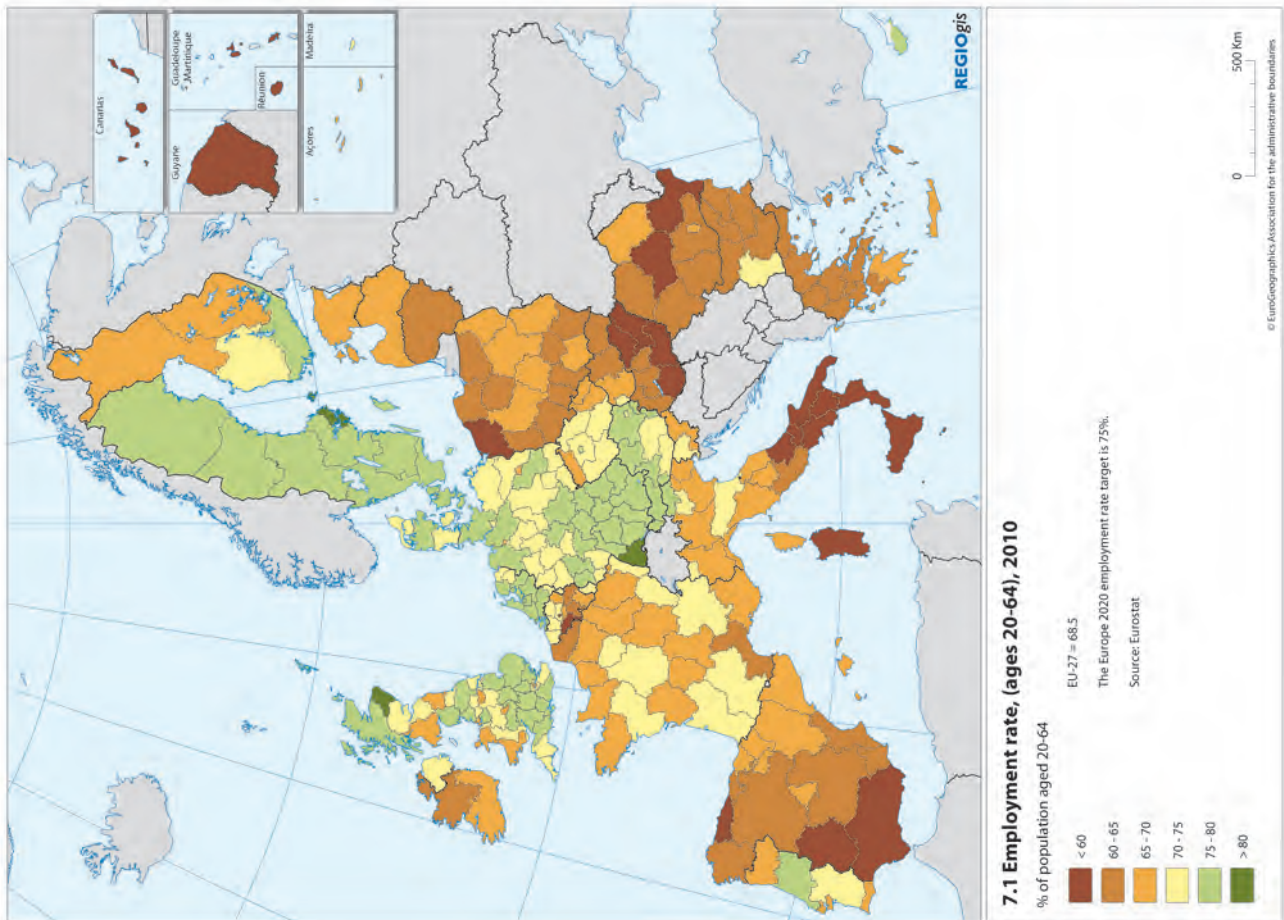 Canarias
Guyane
Guadeloupe
Martinique
Réunion
Açores
Madeira
REGIOgis
7.1 Employment rate, (ages 20-64), 2010
% of population aged 20-64
< 60
60 - 65
65 - 70
70 - 75
75 - 80
> 80
EU-27 = 68.5
The Europe 2020 employment rate target is 75%.
Source: Eurostat
0 500 Km
© EuroGeographics Association for the administrative boundaries